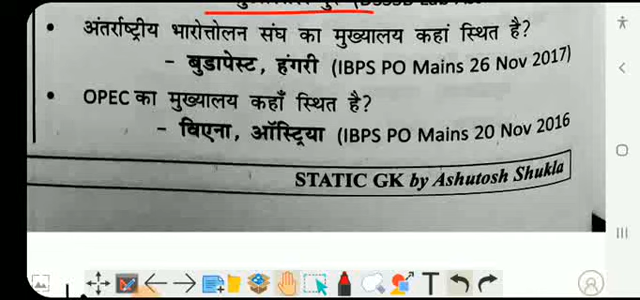 • अंतर्राष्ट्रीय भारोत्तोलन संघ का मुख्यालय कहां स्थित है?
– बुडापेस्ट, हंगरी (IBPS PO Mains 26 Nov 2017)
• OPEC का मुख्यालय कहाँ स्थित है?
– विएना, ऑस्ट्रिया (IBPS PO Mains 20 Nov 2016
STATIC GK by Ashutosh Shukla
T